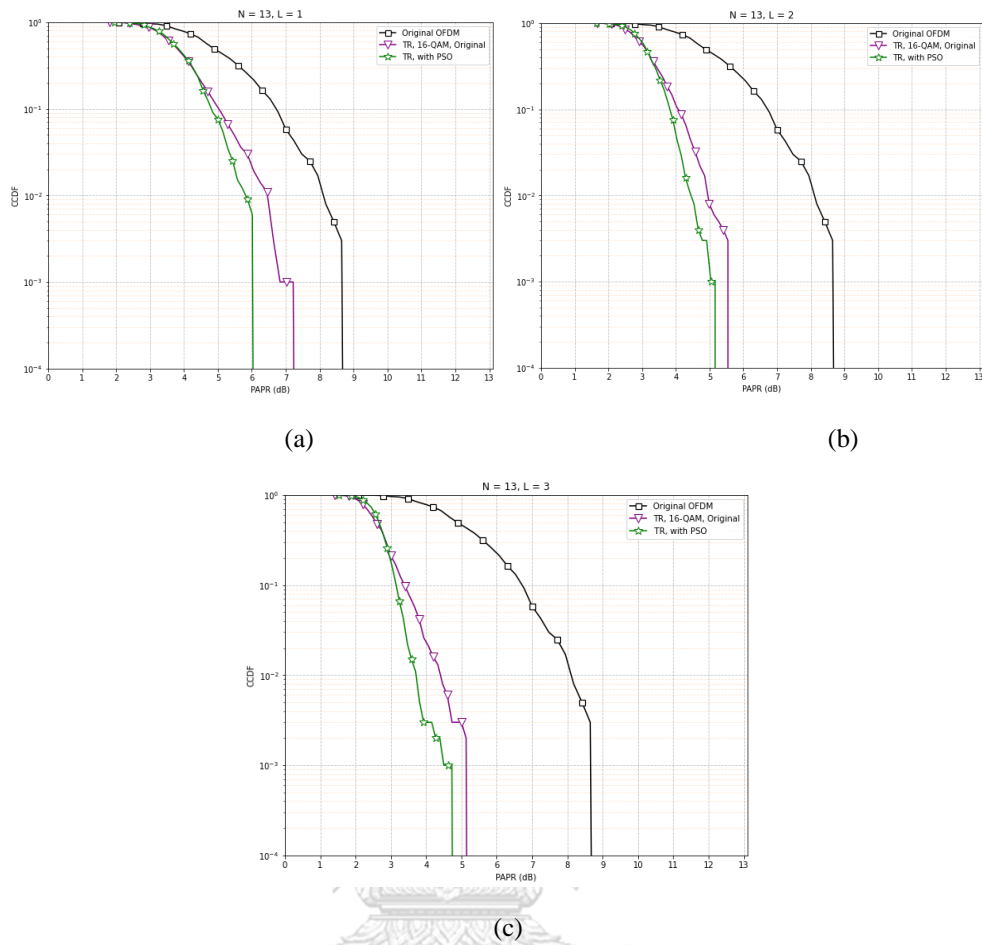 N = 13, L = 1
Original OFDM
TR, 16-QAM, Original
TR, with PSO
CCDF
10⁰
10⁻¹
10⁻²
10⁻³
10⁻⁴
0 1 2 3 4 5 6 7 8 9 10 11 12 13
PAPR (dB)
(a)
N = 13, L = 2
Original OFDM
TR, 16-QAM, Original
TR, with PSO
CCDF
10⁰
10⁻¹
10⁻²
10⁻³
10⁻⁴
0 1 2 3 4 5 6 7 8 9 10 11 12 13
PAPR (dB)
(b)
N = 13, L = 3
Original OFDM
TR, 16-QAM, Original
TR, with PSO
CCDF
10⁰
10⁻¹
10⁻²
10⁻³
10⁻⁴
0 1 2 3 4 5 6 7 8 9 10 11 12 13
PAPR (dB)
(c)